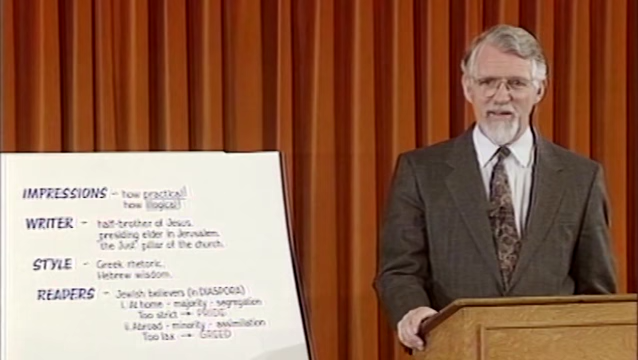 IMPRESSIONS - how practical!
how illogical!
WRITER - half-brother of Jesus,
presiding elder in Jerusalem,
'the Just', pillar of the church.
STYLE - Greek rhetoric,
Hebrew wisdom.
READERS - Jewish believers (in DIASPORA)
i. At home - majority - segregation
Too strict → PRIDE
ii. Abroad - minority - assimilation
Too lax → GREED